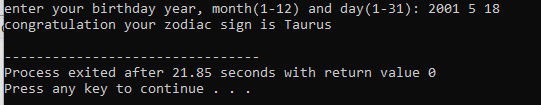 enter your birthday year, month(1-12) and day(1-31): 2001 5 18
congratulation your zodiac sign is Taurus
--------------------------------
Process exited after 21.85 seconds with return value 0
Press any key to continue . . .